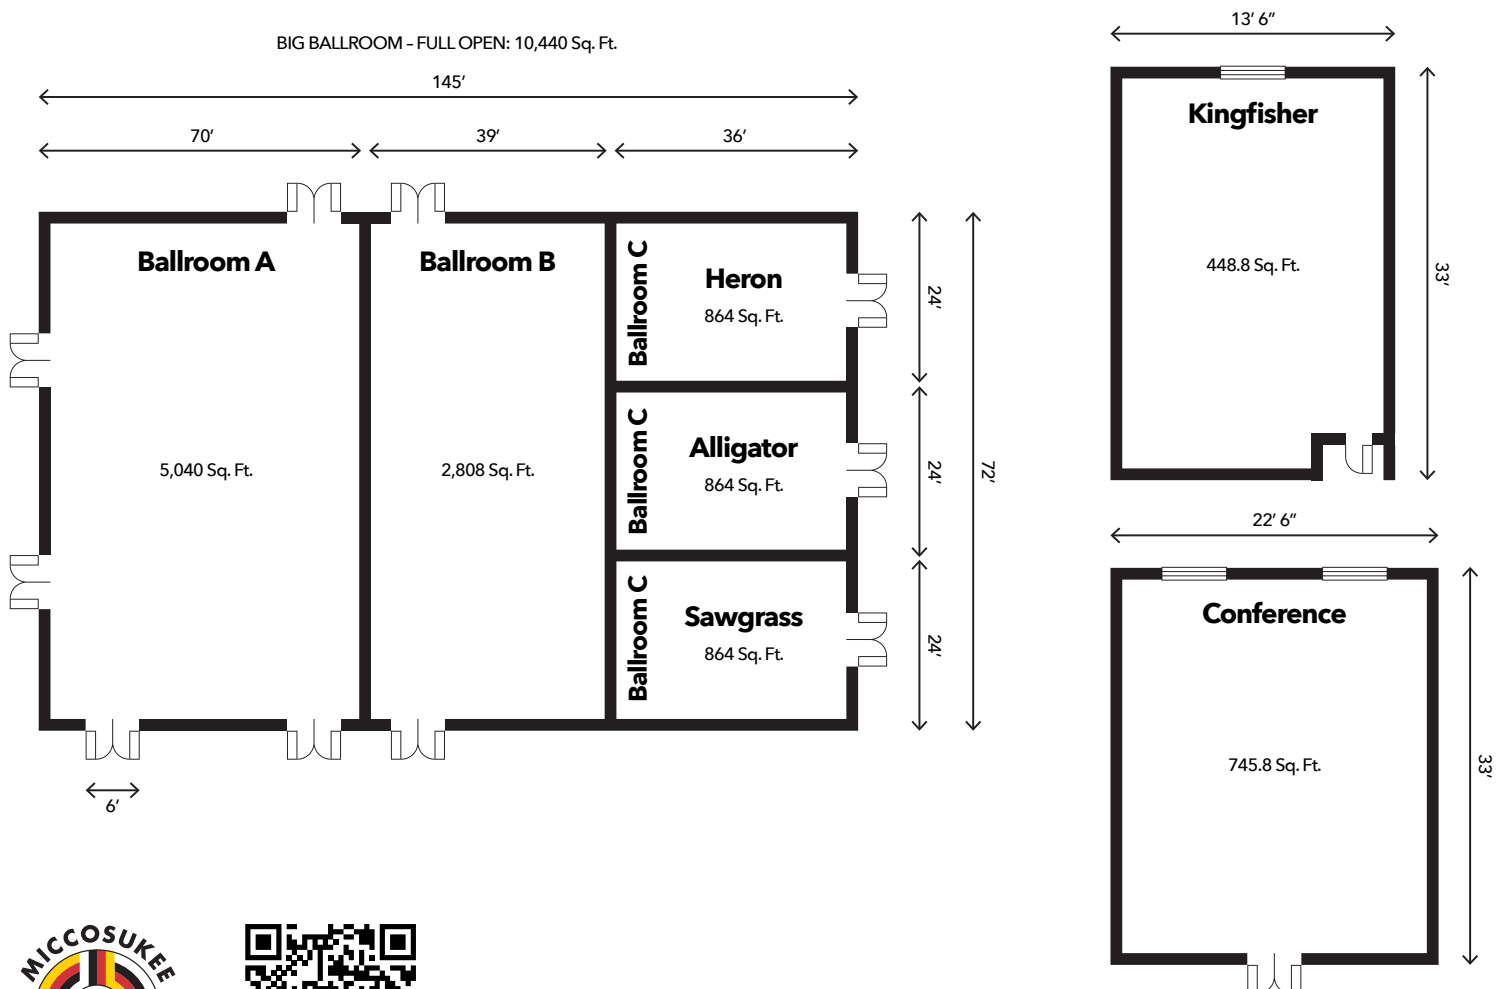 BIG BALLROOM – FULL OPEN: 10,440 Sq. Ft.
145’
70’
39’
36’
Ballroom A
5,040 Sq. Ft.
Ballroom B
2,808 Sq. Ft.
Ballroom C
Heron
864 Sq. Ft.
Ballroom C
Alligator
864 Sq. Ft.
Ballroom C
Sawgrass
864 Sq. Ft.
24’
24’
24’
72’
6’
13’ 6”
Kingfisher
448.8 Sq. Ft.
33’
22’ 6”
Conference
745.8 Sq. Ft.
33’
MICCOSUKEE